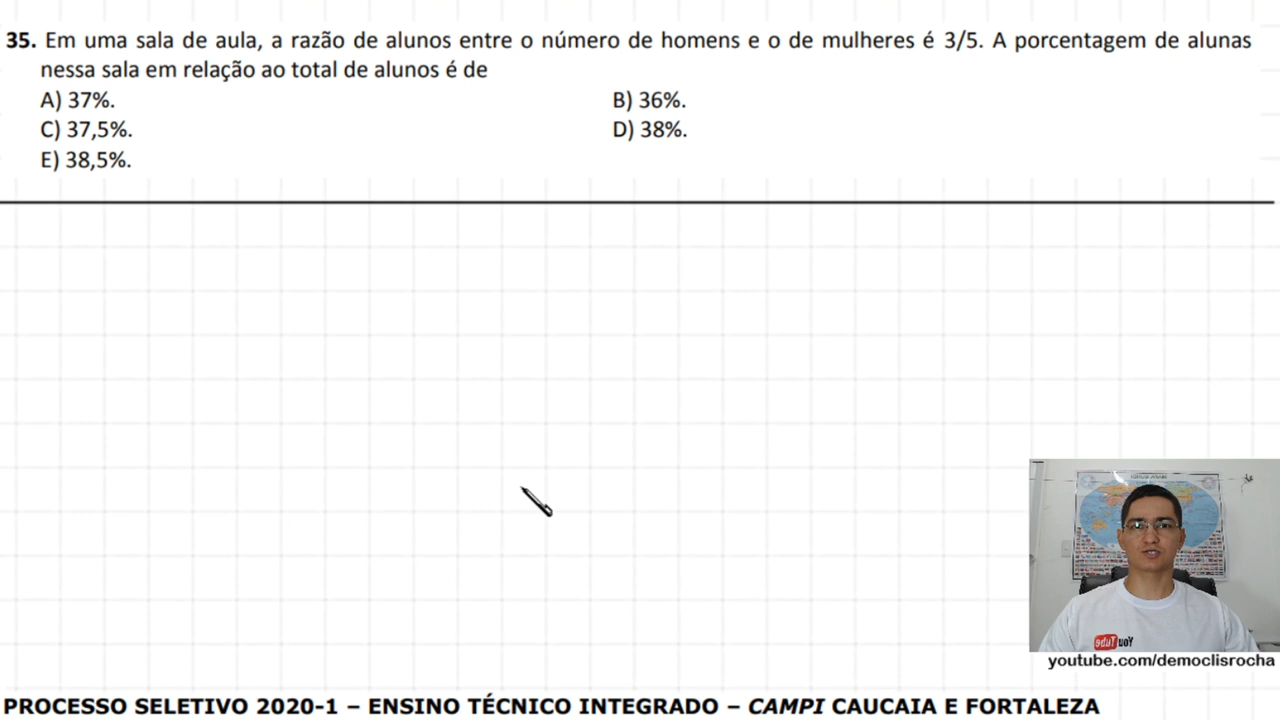 35. Em uma sala de aula, a razão de alunos entre o número de homens e o de mulheres é 3/5. A porcentagem de alunas
nessa sala em relação ao total de alunos é de
A) 37%.
B) 36%.
C) 37,5%.
D) 38%.
E) 38,5%.
YouTube
youtube.com/democlisrocha
PROCESSO SELETIVO 2020-1 – ENSINO TÉCNICO INTEGRADO – CAMPI CAUCAIA E FORTALEZA